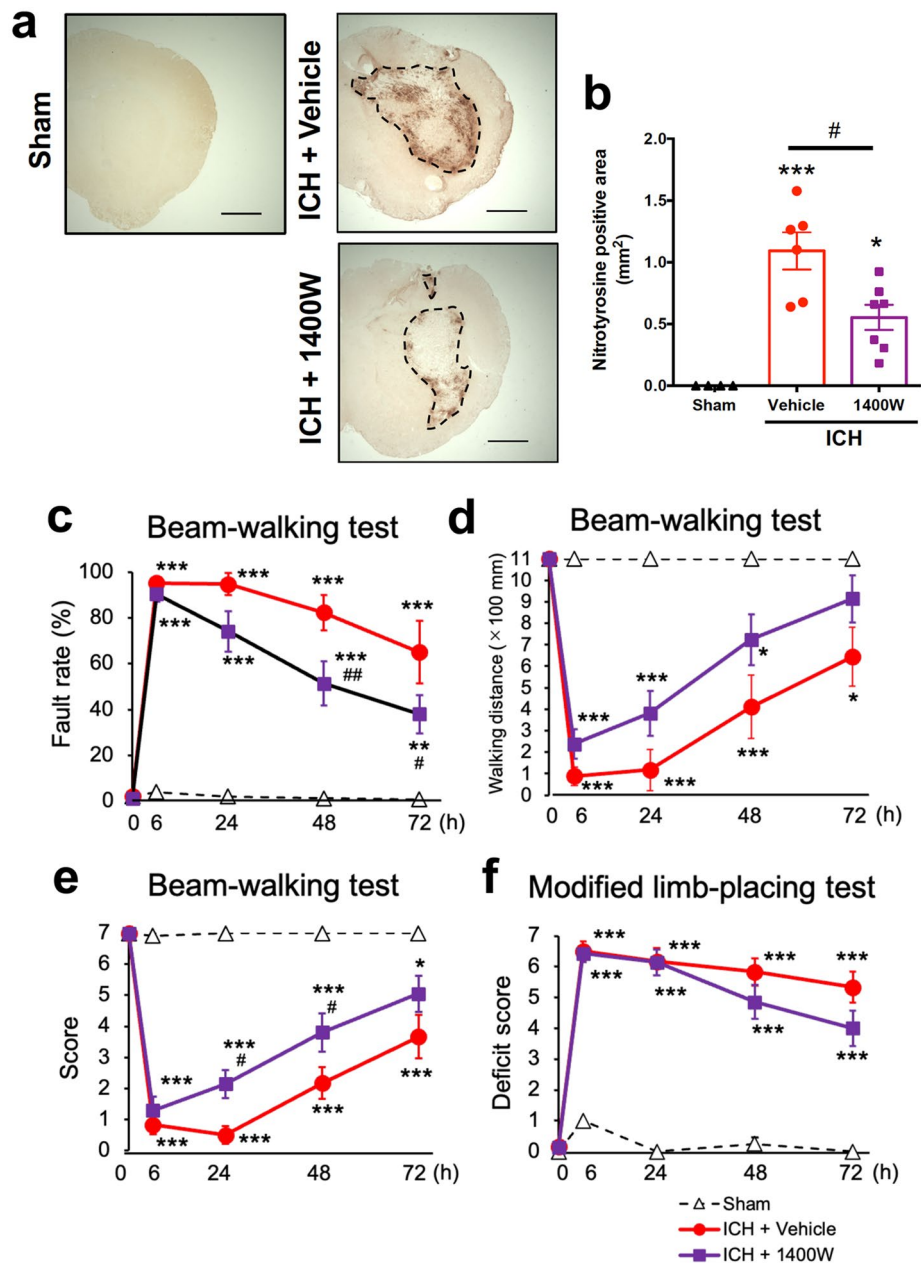 a
Sham
ICH + Vehicle
ICH + 1400W
b
Nitrotyrosine positive area
(mm²)
2.0
1.5
1.0
0.5
0.0
#
***
*
Sham
Vehicle
1400W
ICH
c
Beam-walking test
Fault rate (%)
100
80
60
40
20
0
***
***
***
***
***
***
***
##
**
#
0 6 24 48 72 (h)
d
Beam-walking test
Walking distance (× 100 mm)
11
9
8
7
6
5
4
3
2
1
0
***
***
***
***
*
***
*
0 6 24 48 72 (h)
e
Beam-walking test
Score
7
6
5
4
3
2
1
0
***
***
***
#
***
***
#
***
*
***
0 6 24 48 72 (h)
f
Modified limb-placing test
Deficit score
7
6
5
4
3
2
1
0
***
***
***
***
***
***
***
***
0 6 24 48 72 (h)
Sham
ICH + Vehicle
ICH + 1400W